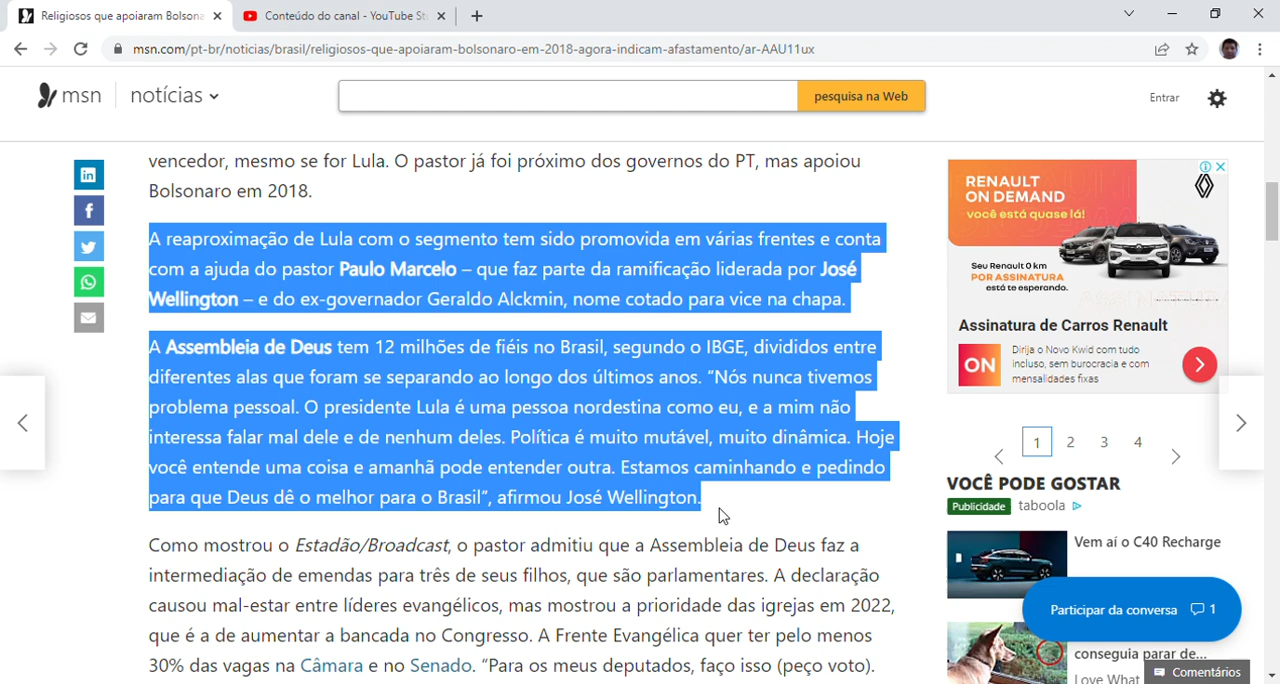 Religiosos que apoiaram Bolsona
Conteúdo do canal - YouTube St
msn.com/pt-br/noticias/brasil/religiosos-que-apoiaram-bolsonaro-em-2018-agora-indicam-afastamento/ar-AAU11ux
msn
notícias
pesquisa na Web
Entrar
vencedor, mesmo se for Lula. O pastor já foi próximo dos governos do PT, mas apoiou
Bolsonaro em 2018.
A reaproximação de Lula com o segmento tem sido promovida em várias frentes e conta
com a ajuda do pastor Paulo Marcelo – que faz parte da ramificação liderada por José
Wellington – e do ex-governador Geraldo Alckmin, nome cotado para vice na chapa.
A Assembleia de Deus tem 12 milhões de fiéis no Brasil, segundo o IBGE, divididos entre
diferentes alas que foram se separando ao longo dos últimos anos. “Nós nunca tivemos
problema pessoal. O presidente Lula é uma pessoa nordestina como eu, e a mim não
interessa falar mal dele e de nenhum deles. Política é muito mutável, muito dinâmica. Hoje
você entende uma coisa e amanhã pode entender outra. Estamos caminhando e pedindo
para que Deus dê o melhor para o Brasil”, afirmou José Wellington.
Como mostrou o Estadão/Broadcast, o pastor admitiu que a Assembleia de Deus faz a
intermediação de emendas para três de seus filhos, que são parlamentares. A declaração
causou mal-estar entre líderes evangélicos, mas mostrou a prioridade das igrejas em 2022,
que é a de aumentar a bancada no Congresso. A Frente Evangélica quer ter pelo menos
30% das vagas na Câmara e no Senado. “Para os meus deputados, faço isso (peço voto).
RENAULT
ON DEMAND
você está quase lá!
Seu Renault 0 km
POR ASSINATURA
está te esperando.
Assinatura de Carros Renault
ON
Dirija o Novo Kwid com tudo
incluso, sem burocracia e com
mensalidades fixas
1 2 3 4
VOCÊ PODE GOSTAR
Publicidade taboola
Vem aí o C40 Recharge
Participar da conversa 1
conseguia parar de...
Love What
Comentários